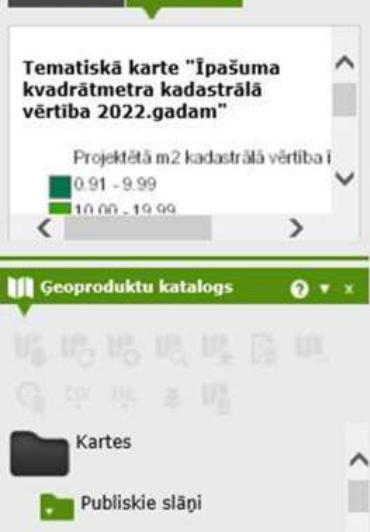 Tematiskā karte "Īpašuma
kvadrātmetra kadastrālā
vērtība 2022.gadam"
Projektētā m2 kadastrālā vērtība i
0.91 - 9.99
10.00 - 19.99
Ģeoproduktu katalogs
Kartes
Publiskie slāņi